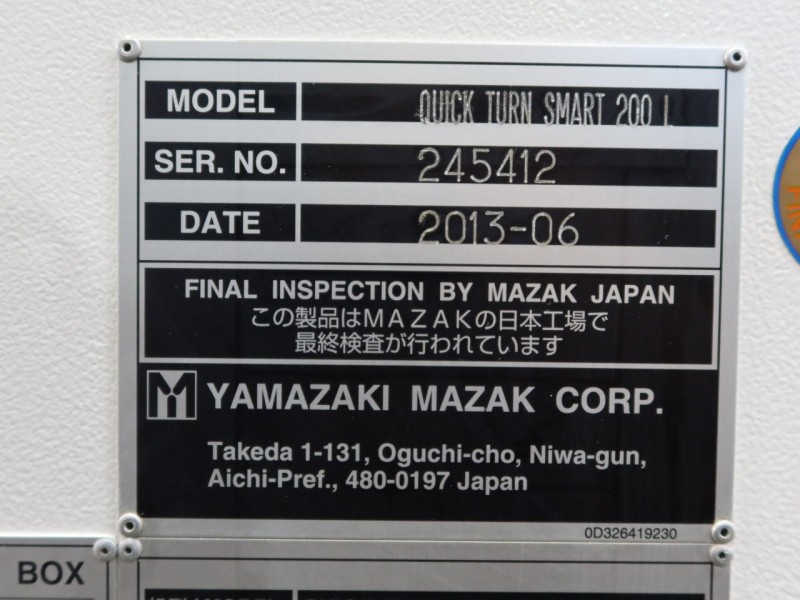 MODEL QUICK TURN SMART 200 L
SER. NO. 245412
DATE 2013-06
FINAL INSPECTION BY MAZAK JAPAN
この製品はMAZAKの日本工場で
最終検査が行われています
YAMAZAKI MAZAK CORP.
Takeda 1-131, Oguchi-cho, Niwa-gun,
Aichi-Pref., 480-0197 Japan
0D326419230
BOX